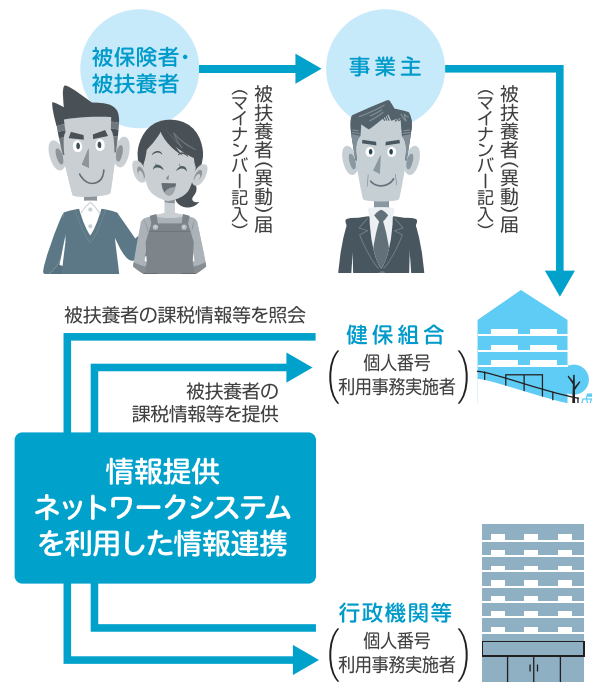 被保険者・
被扶養者
事業主
被扶養者（異動）届
（マイナンバー記入）
被扶養者（異動）届
（マイナンバー記入）
被扶養者の課税情報等を照会
健保組合
（個人番号
利用事務実施者）
被扶養者の
課税情報等を提供
情報提供
ネットワークシステム
を利用した情報連携
行政機関等
（個人番号
利用事務実施者）